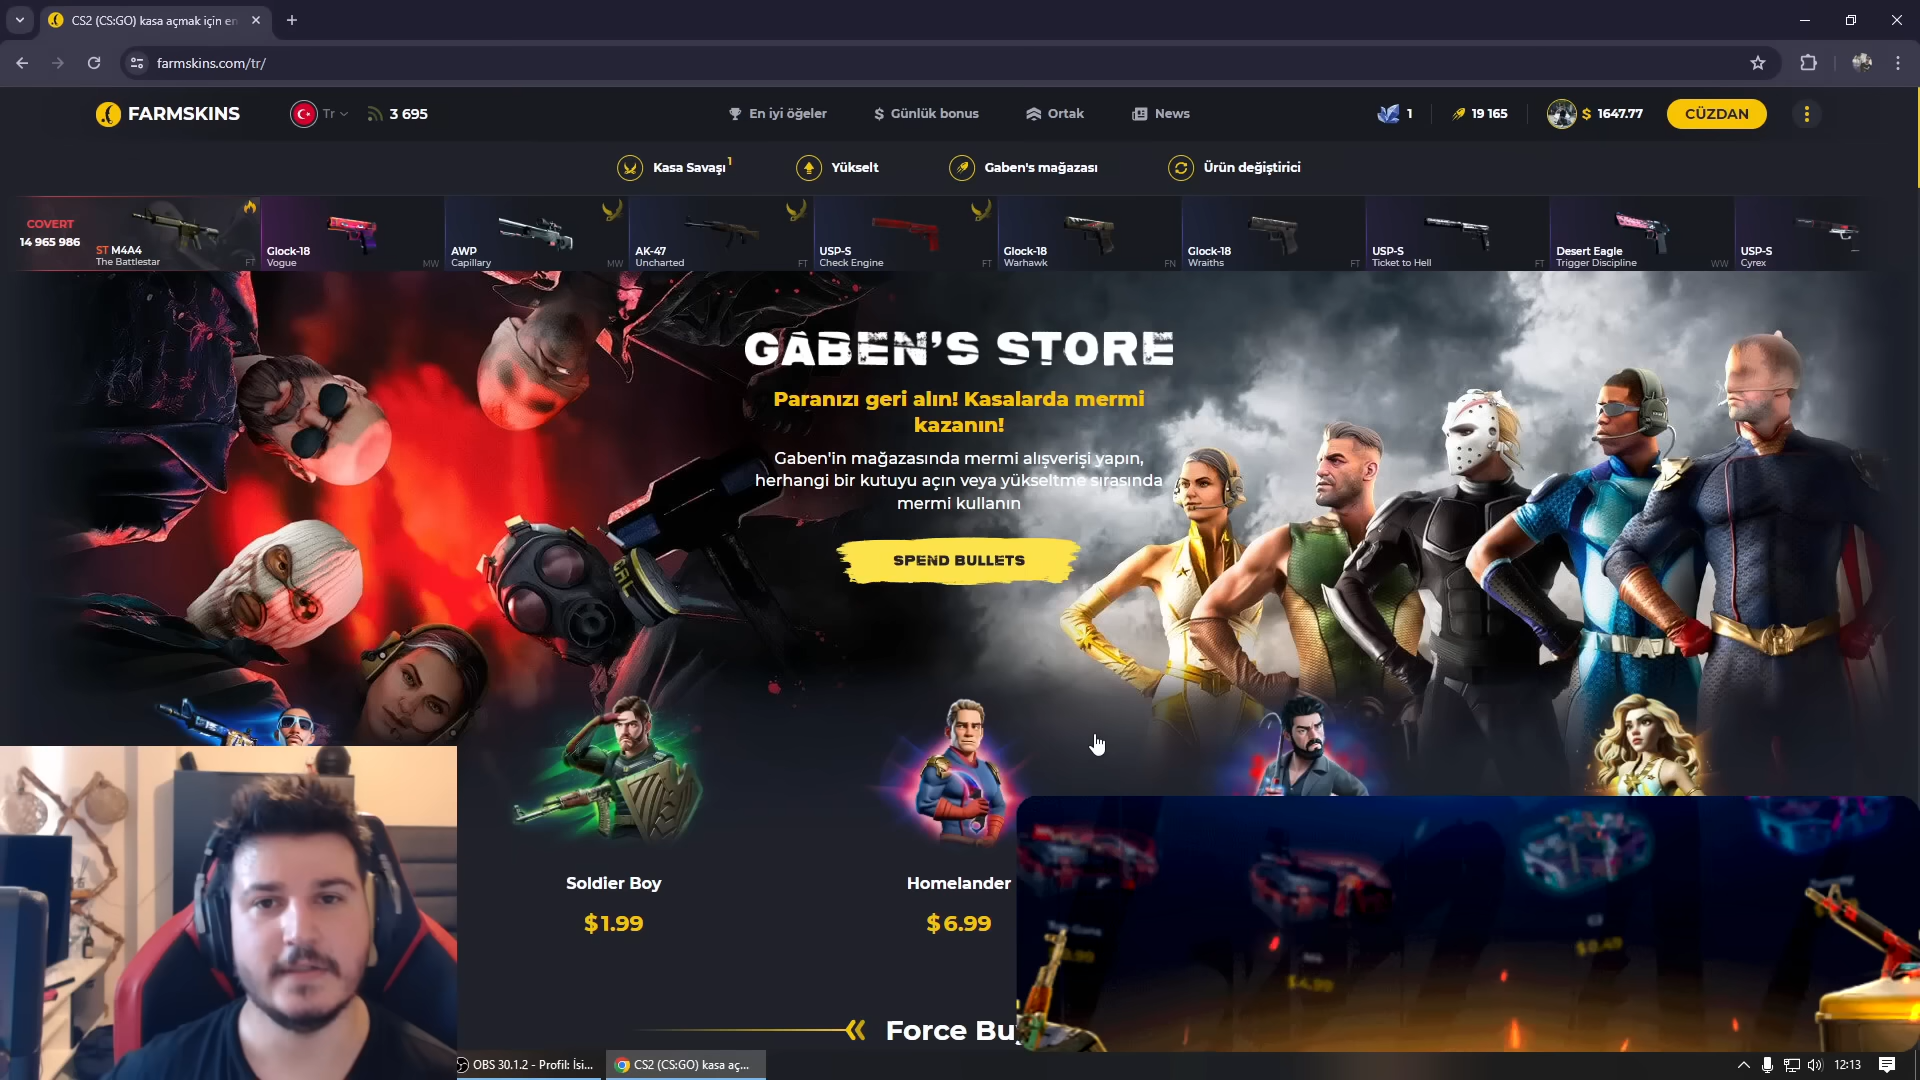 CS2 (CS:GO) kasa açmak için en
farmskins.com/tr/
FARMSKINS
Tr
3 695
En iyi öğeler
Günlük bonus
Ortak
News
1
19 165
$ 1647.77
CÜZDAN
Kasa Savaşı 1
Yükselt
Gaben's mağazası
Ürün değiştirici
COVERT
14 965 986
ST M4A4
The Battlestar
FT
Glock-18
Vogue
MW
AWP
Capillary
MW
AK-47
Uncharted
FT
USP-S
Check Engine
FT
Glock-18
Warhawk
FN
Glock-18
Wraiths
FT
USP-S
Ticket to Hell
FT
Desert Eagle
Trigger Discipline
WW
USP-S
Cyrex
GABEN'S STORE
Paranızı geri alın! Kasalarda mermi
kazanın!
Gaben'in mağazasında mermi alışverişi yapın,
herhangi bir kutuyu açın veya yükseltme sırasında
mermi kullanın
SPEND BULLETS
Soldier Boy
$1.99
Homelander
$6.99
M4
$4.99
$0.49
Force Bu
OBS 30.1.2 - Profil: İsi...
CS2 (CS:GO) kasa aç...
12:13